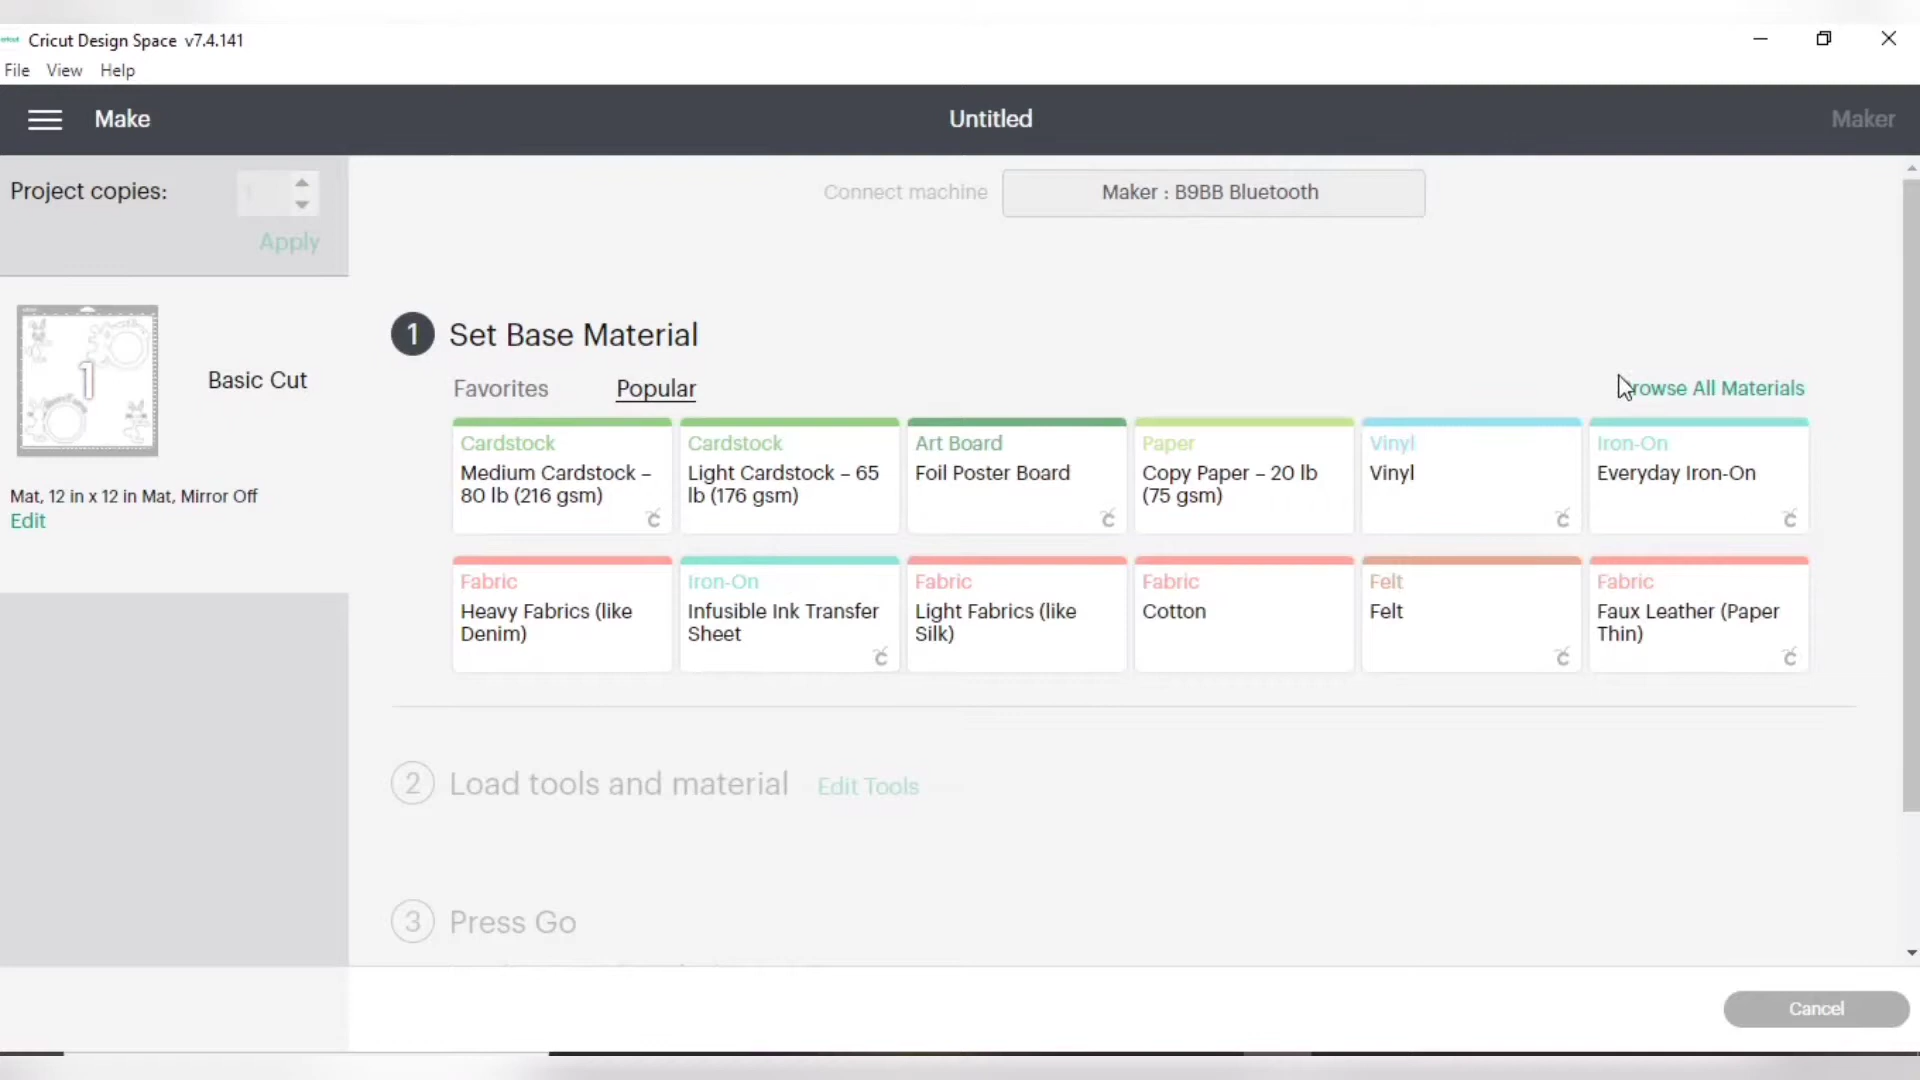 Cricut Design Space v7.4.141
File View Help
Make
Untitled
Maker
Project copies:
Apply
Connect machine
Maker : B9BB Bluetooth
1
Basic Cut
Mat, 12 in x 12 in Mat, Mirror Off
Edit
1 Set Base Material
Favorites
Popular
rowse All Materials
Cardstock
Medium Cardstock –
80 lb (216 gsm)
Cardstock
Light Cardstock – 65
lb (176 gsm)
Art Board
Foil Poster Board
Paper
Copy Paper – 20 lb
(75 gsm)
Vinyl
Vinyl
Iron-On
Everyday Iron-On
Fabric
Heavy Fabrics (like
Denim)
Iron-On
Infusible Ink Transfer
Sheet
Fabric
Light Fabrics (like
Silk)
Fabric
Cotton
Felt
Felt
Fabric
Faux Leather (Paper
Thin)
2 Load tools and material
Edit Tools
3 Press Go
Cancel